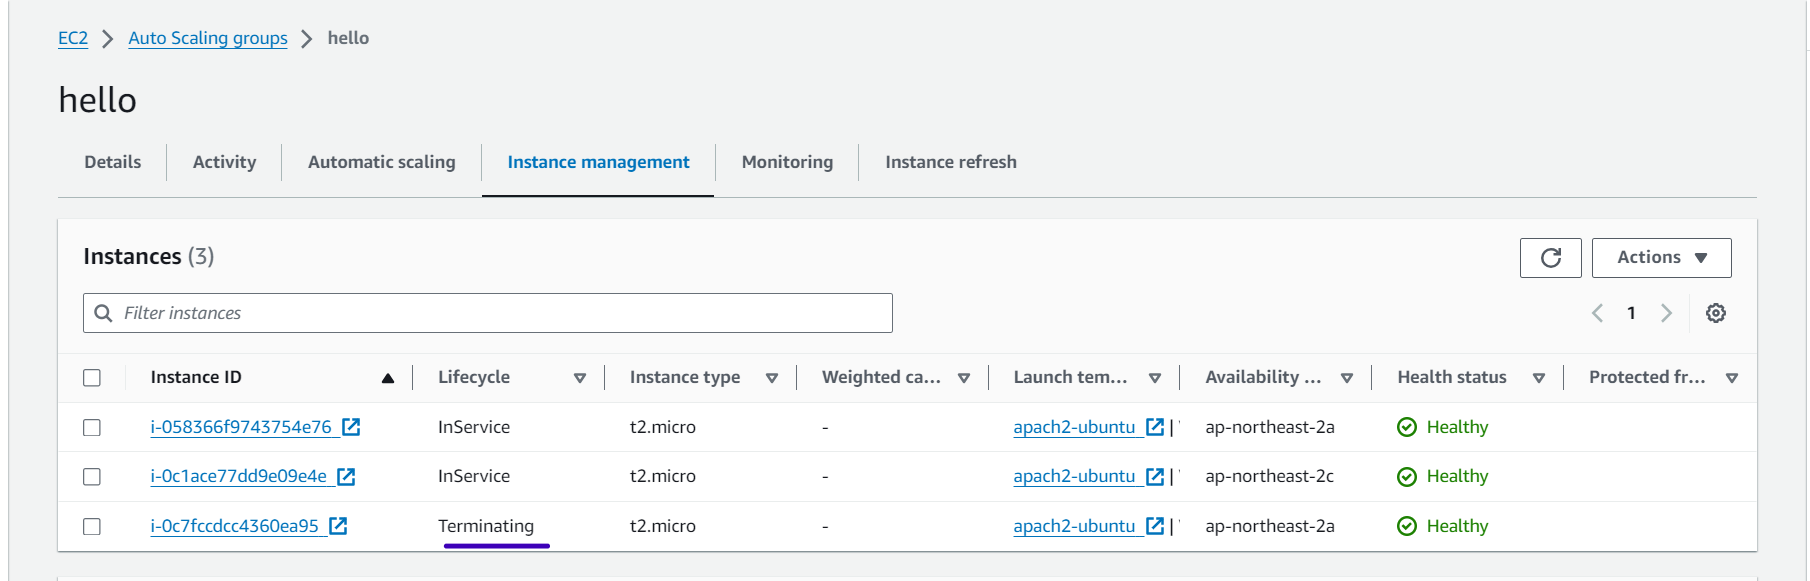 EC2 > Auto Scaling groups > hello
hello
Details Activity Automatic scaling Instance management Monitoring Instance refresh
Instances (3)
Actions
Filter instances
1
Instance ID Lifecycle Instance type Weighted ca... Launch tem... Availability ... Health status Protected fr...
i-058366f9743754e76 InService t2.micro - apach2-ubuntu | ap-northeast-2a Healthy
i-0c1ace77dd9e09e4e InService t2.micro - apach2-ubuntu | ap-northeast-2c Healthy
i-0c7fccdcc4360ea95 Terminating t2.micro - apach2-ubuntu | ap-northeast-2a Healthy